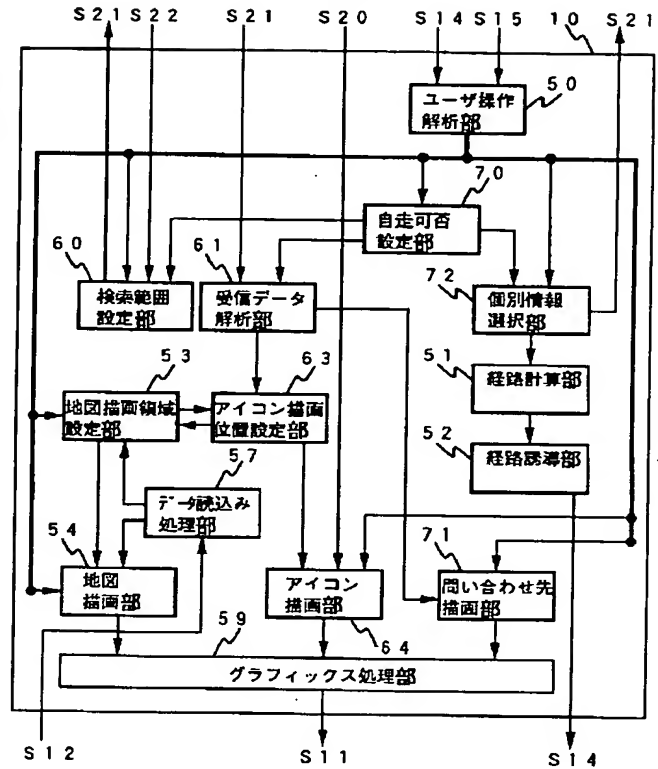 S21
S22
S21
S20
S14
S15
10
S21
50
ユーザ操作
解析部
70
自走可否
設定部
60
検索範囲
設定部
61
受信データ
解析部
72
個別情報
選択部
53
地図描画領域
設定部
63
アイコン描画
位置設定部
51
経路計算部
57
データ読込み
処理部
52
経路誘導部
54
地図
描画部
アイコン
描画部
64
71
問い合わせ先
描画部
59
グラフィックス処理部
S12
S11
S14